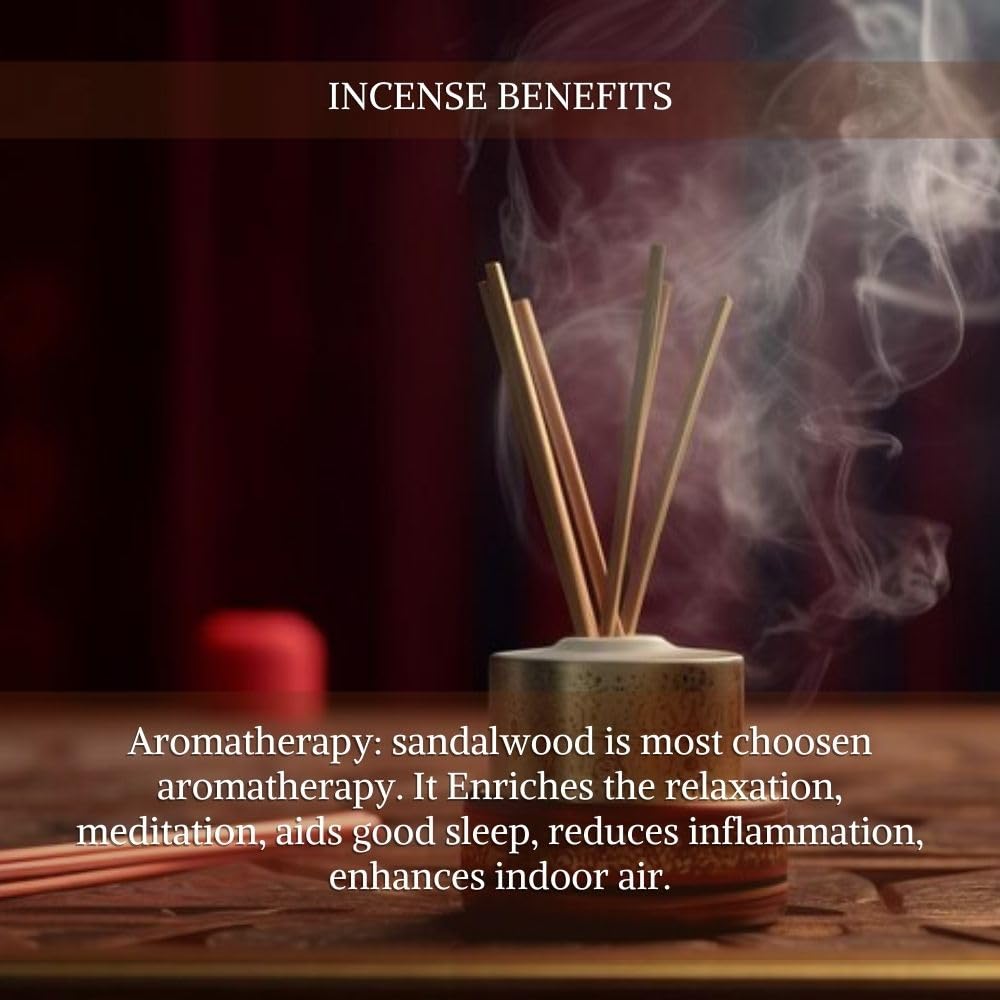 INCENSE BENEFITS
Aromatherapy: sandalwood is most choosen
aromatherapy. It Enriches the relaxation,
meditation, aids good sleep, reduces inflammation,
enhances indoor air.